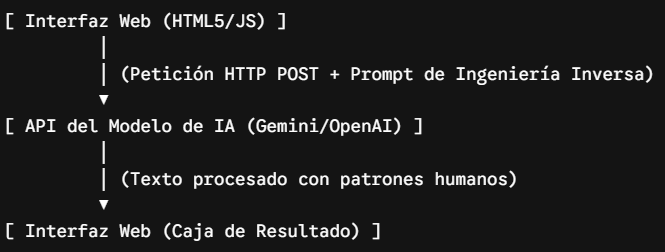 [ Interfaz Web (HTML5/JS) ]
(Petición HTTP POST + Prompt de Ingeniería Inversa)
[ API del Modelo de IA (Gemini/OpenAI) ]
(Texto procesado con patrones humanos)
[ Interfaz Web (Caja de Resultado) ]